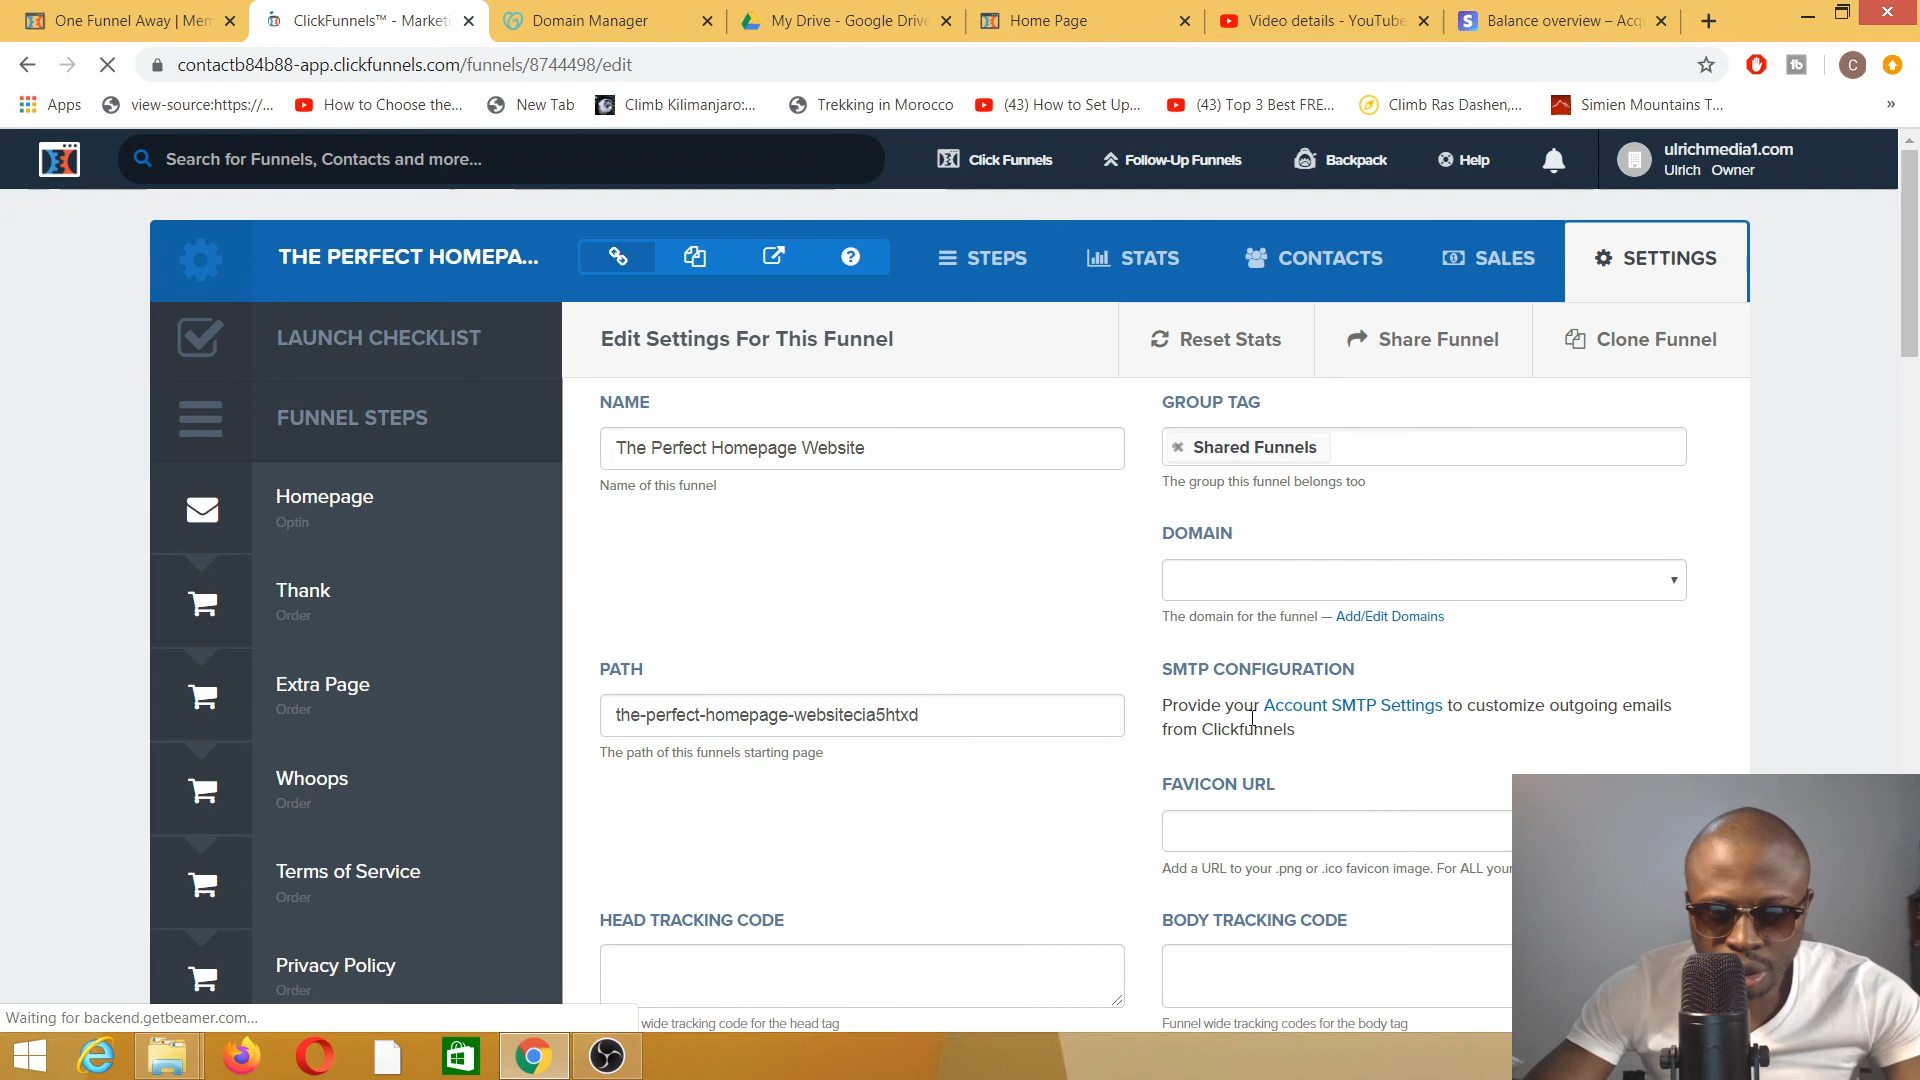 One Funnel Away | Mem
ClickFunnels™ - Marketi
Domain Manager
My Drive - Google Drive
Home Page
Video details - YouTube
Balance overview – Acq
contactb84b88-app.clickfunnels.com/funnels/8744498/edit
Apps
view-source:https://...
How to Choose the...
New Tab
Climb Kilimanjaro:...
Trekking in Morocco
(43) How to Set Up...
(43) Top 3 Best FRE...
Climb Ras Dashen,...
Simien Mountains T...
»
Search for Funnels, Contacts and more...
Click Funnels
Follow-Up Funnels
Backpack
Help
ulrichmedia1.com
Ulrich Owner
THE PERFECT HOMEPA...
STEPS
STATS
CONTACTS
SALES
SETTINGS
LAUNCH CHECKLIST
FUNNEL STEPS
Homepage
Optin
Thank
Order
Extra Page
Order
Whoops
Order
Terms of Service
Order
Privacy Policy
Order
Edit Settings For This Funnel
Reset Stats
Share Funnel
Clone Funnel
NAME
The Perfect Homepage Website
Name of this funnel
GROUP TAG
Shared Funnels
The group this funnel belongs too
DOMAIN
The domain for the funnel — Add/Edit Domains
PATH
the-perfect-homepage-websitecia5htxd
The path of this funnels starting page
SMTP CONFIGURATION
Provide your Account SMTP Settings to customize outgoing emails
from Clickfunnels
FAVICON URL
Add a URL to your .png or .ico favicon image. For ALL your
HEAD TRACKING CODE
wide tracking code for the head tag
BODY TRACKING CODE
Funnel wide tracking codes for the body tag
Waiting for backend.getbeamer.com...